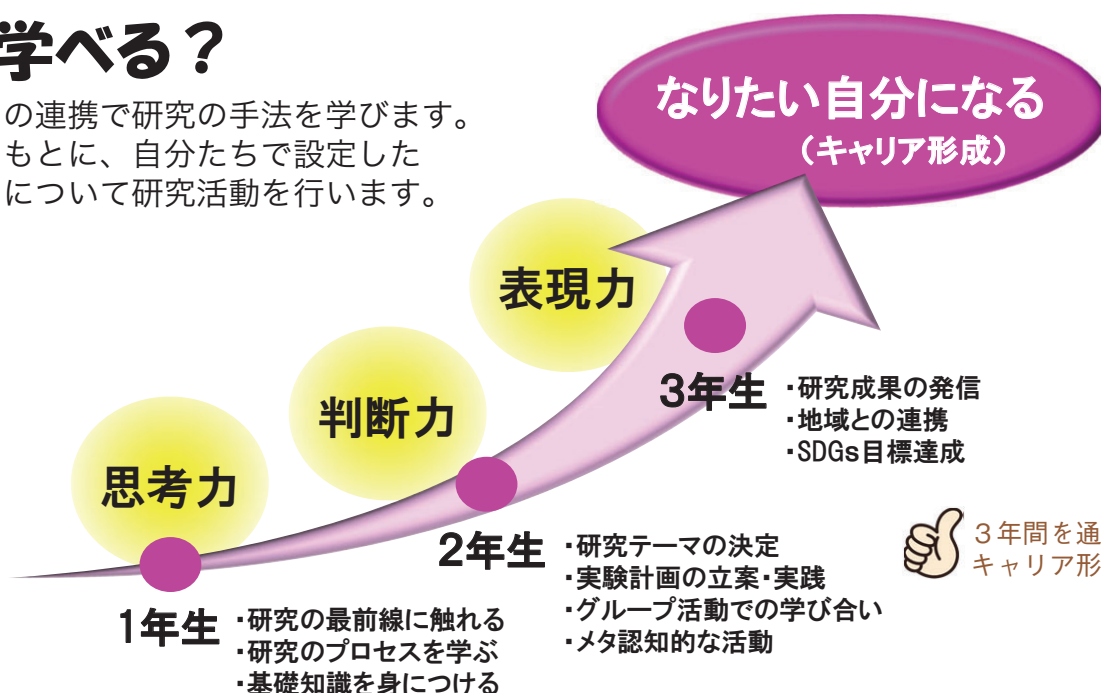 学べる？
の連携で研究の手法を学びます。
もとに、自分たちで設定した
について研究活動を行います。
なりたい自分になる
（キャリア形成）
表現力
判断力
思考力
3年生
・研究成果の発信
・地域との連携
・SDGs目標達成
2年生
・研究テーマの決定
・実験計画の立案・実践
・グループ活動での学び合い
・メタ認知的な活動
1年生
・研究の最前線に触れる
・研究のプロセスを学ぶ
・基礎知識を身につける
３年間を通
キャリア形